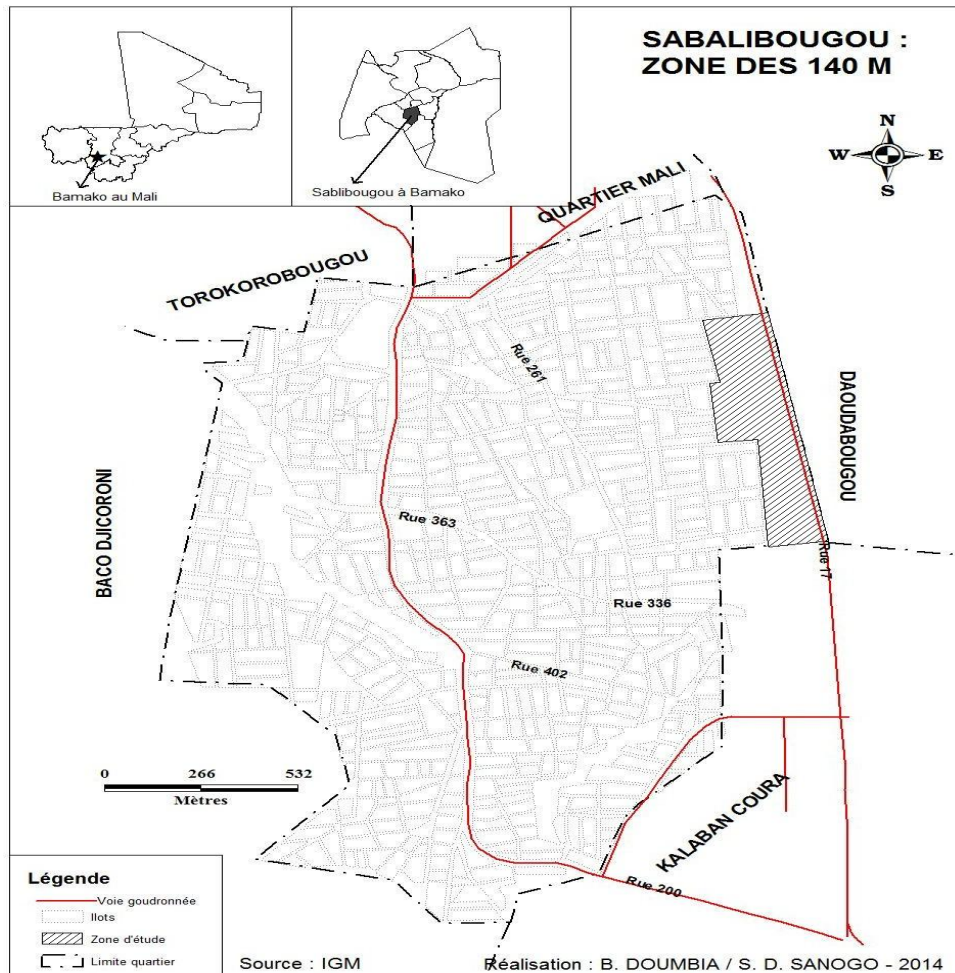 SABALIBOUGOU :
ZONE DES 140 M
Bamako au Mali
Sablibougou à Bamako
N
W E
S
QUARTIER MALI
TOROKOROBOUGOU
Rue 261
DAOUDABOUGOU
BACO DJICORONI
Rue 363
Rue 17
Rue 336
Rue 402
0 266 532
Mètres
KALABAN COURA
Rue 200
Légende
Voie goudronnée
Ilots
Zone d'étude
Limite quartier
Source : IGM
Réalisation : B. DOUMBIA / S. D. SANOGO - 2014